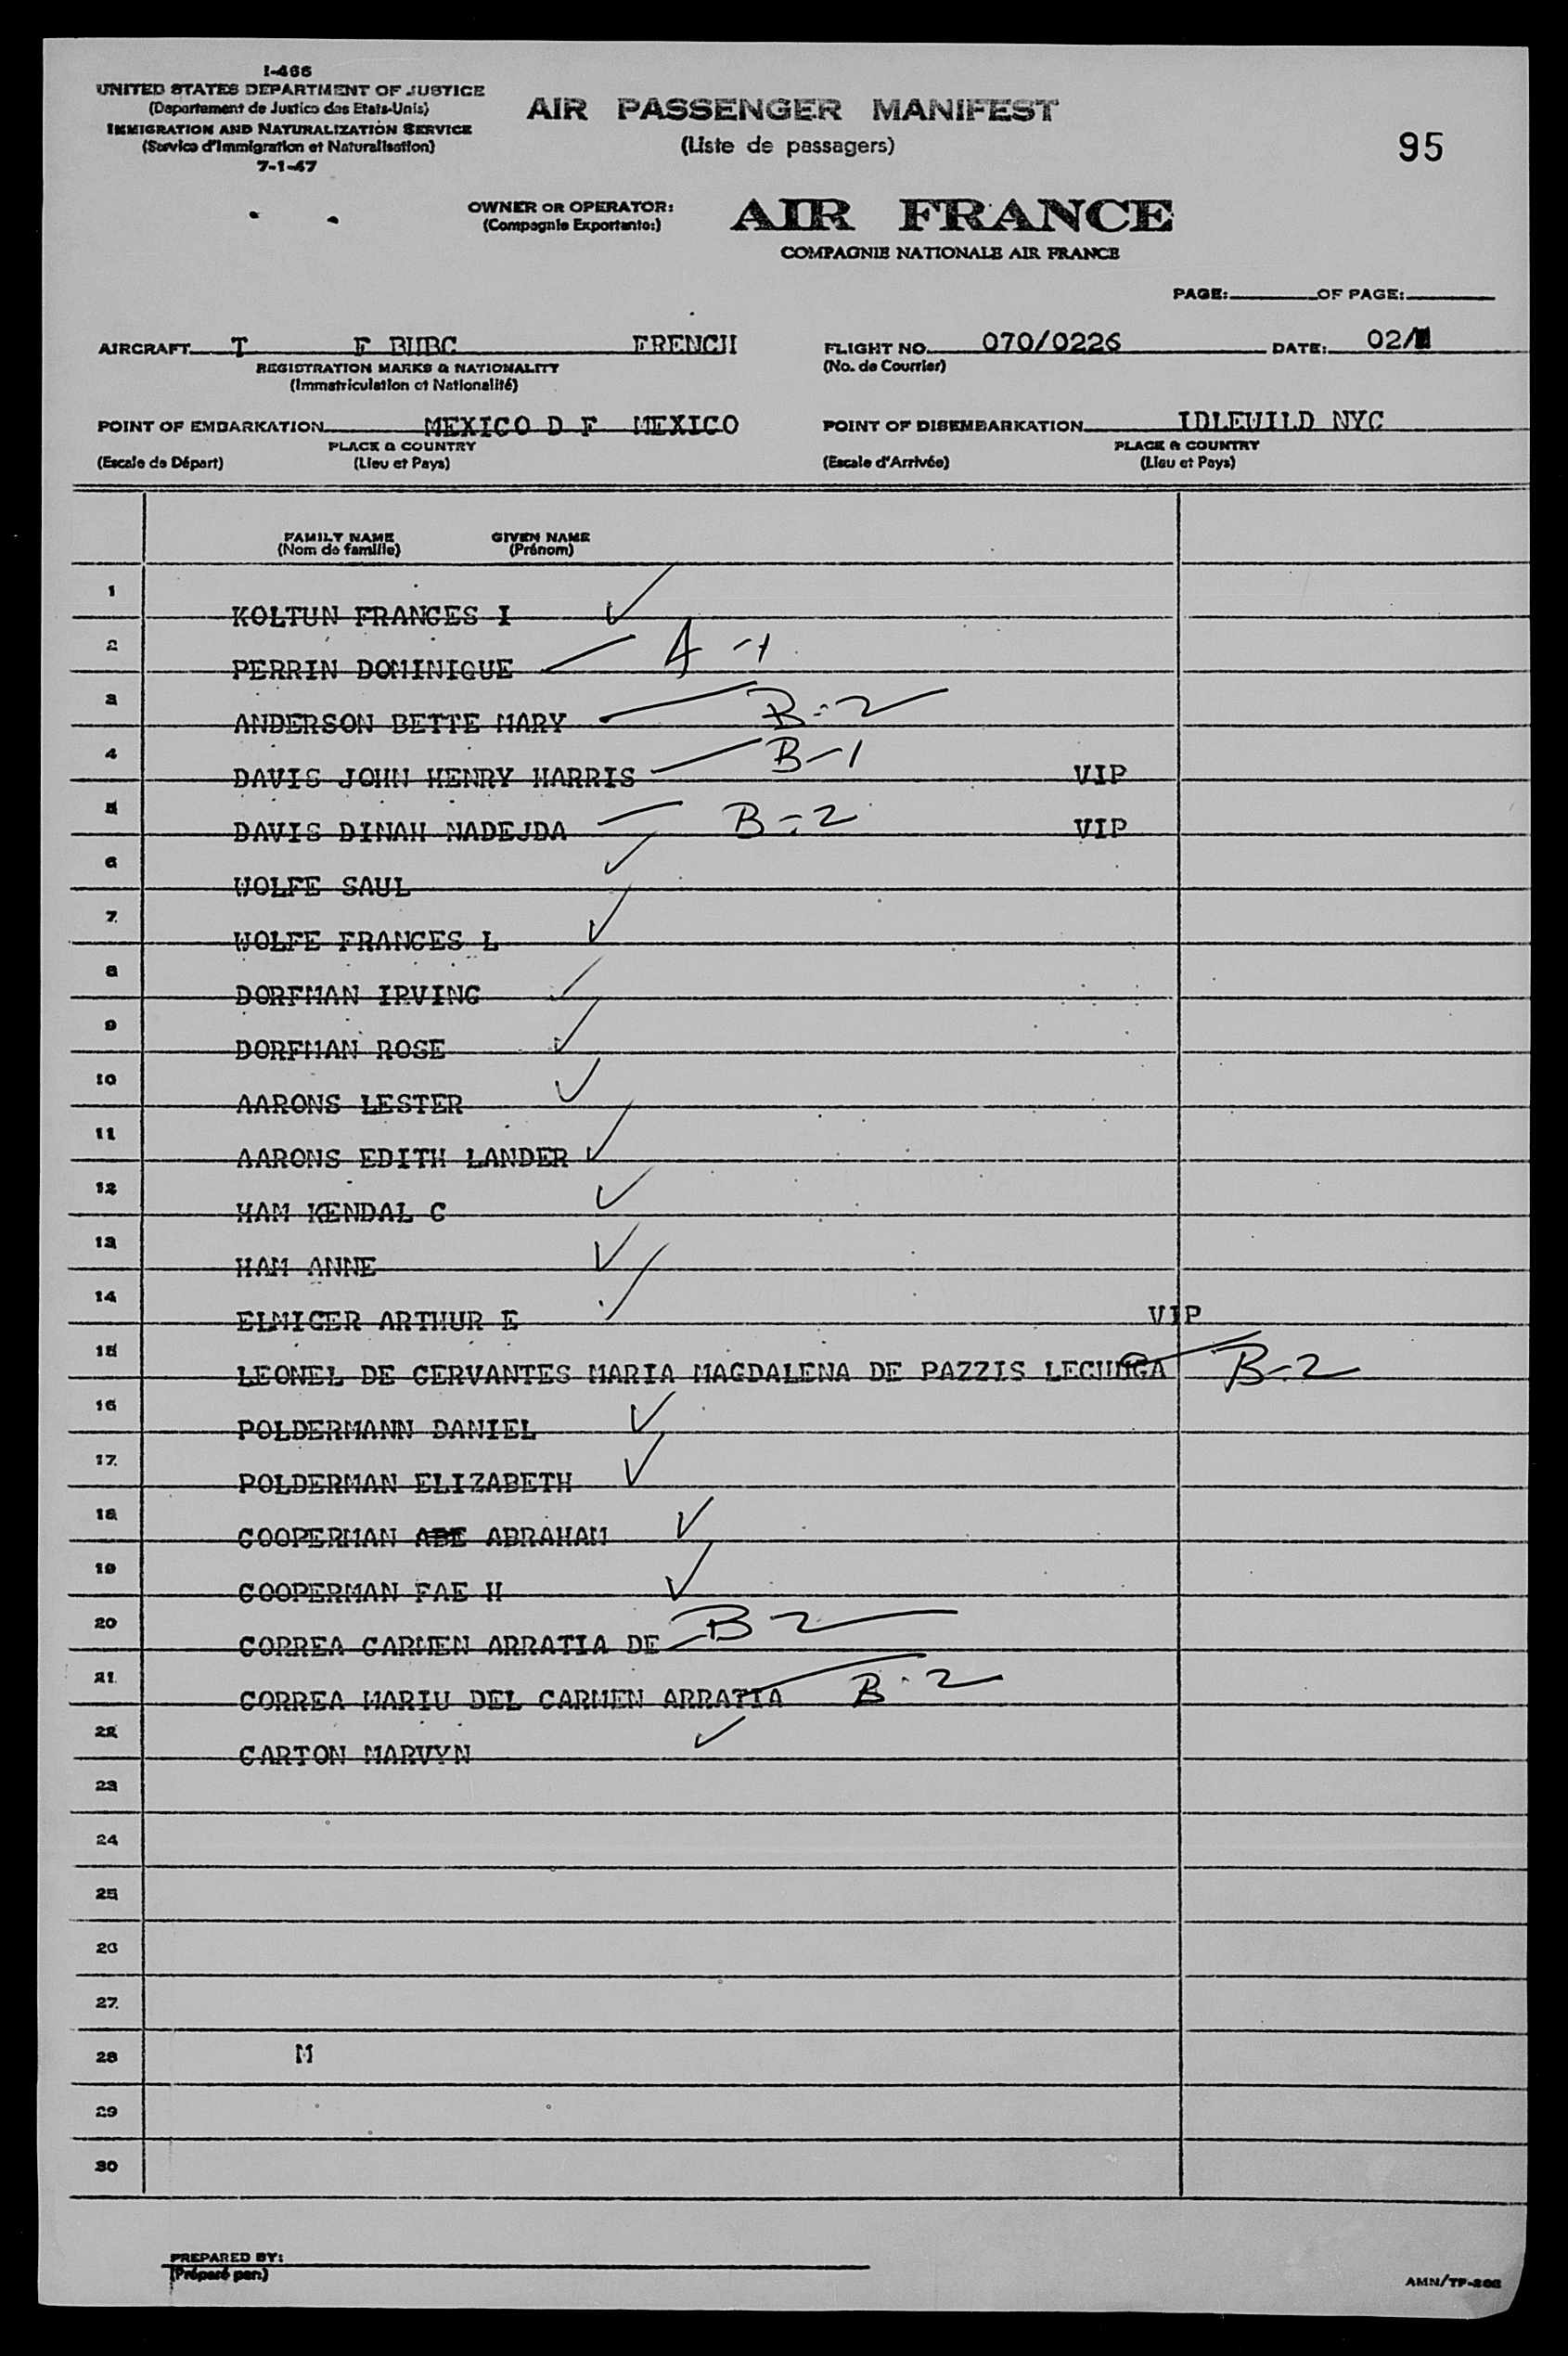 I-466
UNITED STATES DEPARTMENT OF JUSTICE
(Departement de Justice des Etats-Unis)
IMMIGRATION AND NATURALIZATION SERVICE
(Service d'Immigration et Naturalisation)
7-1-47
AIR PASSENGER MANIFEST
(Liste de passagers)
95
OWNER OR OPERATOR: AIR FRANCE
(Compagnie Exportante:)
COMPAGNIE NATIONALE AIR FRANCE
PAGE: OF PAGE:
AIRCRAFT T F BHBC FRENCH FLIGHT NO. 070/0226 DATE: 02/
REGISTRATION MARKS & NATIONALITY (No. de Courrier)
(Immatriculation et Nationalité)
POINT OF EMBARKATION MEXICO D F MEXICO POINT OF DISEMBARKATION IDLEWILD NYC
PLACE & COUNTRY PLACE & COUNTRY
(Escale de Départ) (Lieu et Pays) (Escale d'Arrivée) (Lieu et Pays)
FAMILY NAME GIVEN NAME
(Nom de famille) (Prénom)
1 KOLTUN FRANCES I ✓
2 PERRIN DOMINIQUE A-1
3 ANDERSON BETTE MARY B-2
4 DAVIS JOHN HENRY HARRIS B-1 VIP
5 DAVIS DINAH NADEJDA B-2 VIP
6 WOLFE SAUL ✓
7 WOLFE FRANCES L ✓
8 DORFMAN IRVING ✓
9 DORFMAN ROSE ✓
10 AARONS LESTER ✓
11 AARONS EDITH LANDER ✓
12 HAM KENDAL C ✓
13 HAM ANNE ✓
14 ELMIGER ARTHUR E ✓ VIP
15 LEONEL DE CERVANTES MARIA MAGDALENA DE PAZZIS LECHUGA B-2
16 POLDERMANN DANIEL ✓
17 POLDERMAN ELIZABETH ✓
18 COOPERMAN ABE ABRAHAM ✓
19 COOPERMAN FAE H ✓
20 CORREA CARMEN ARRATIA DE B 2
21 CORREA MARIU DEL CARMEN ARRATIA B-2
22 CARTON MARVYN ✓
23
24
25
26
27
28 M
29
30
PREPARED BY:
(Préparé par:)